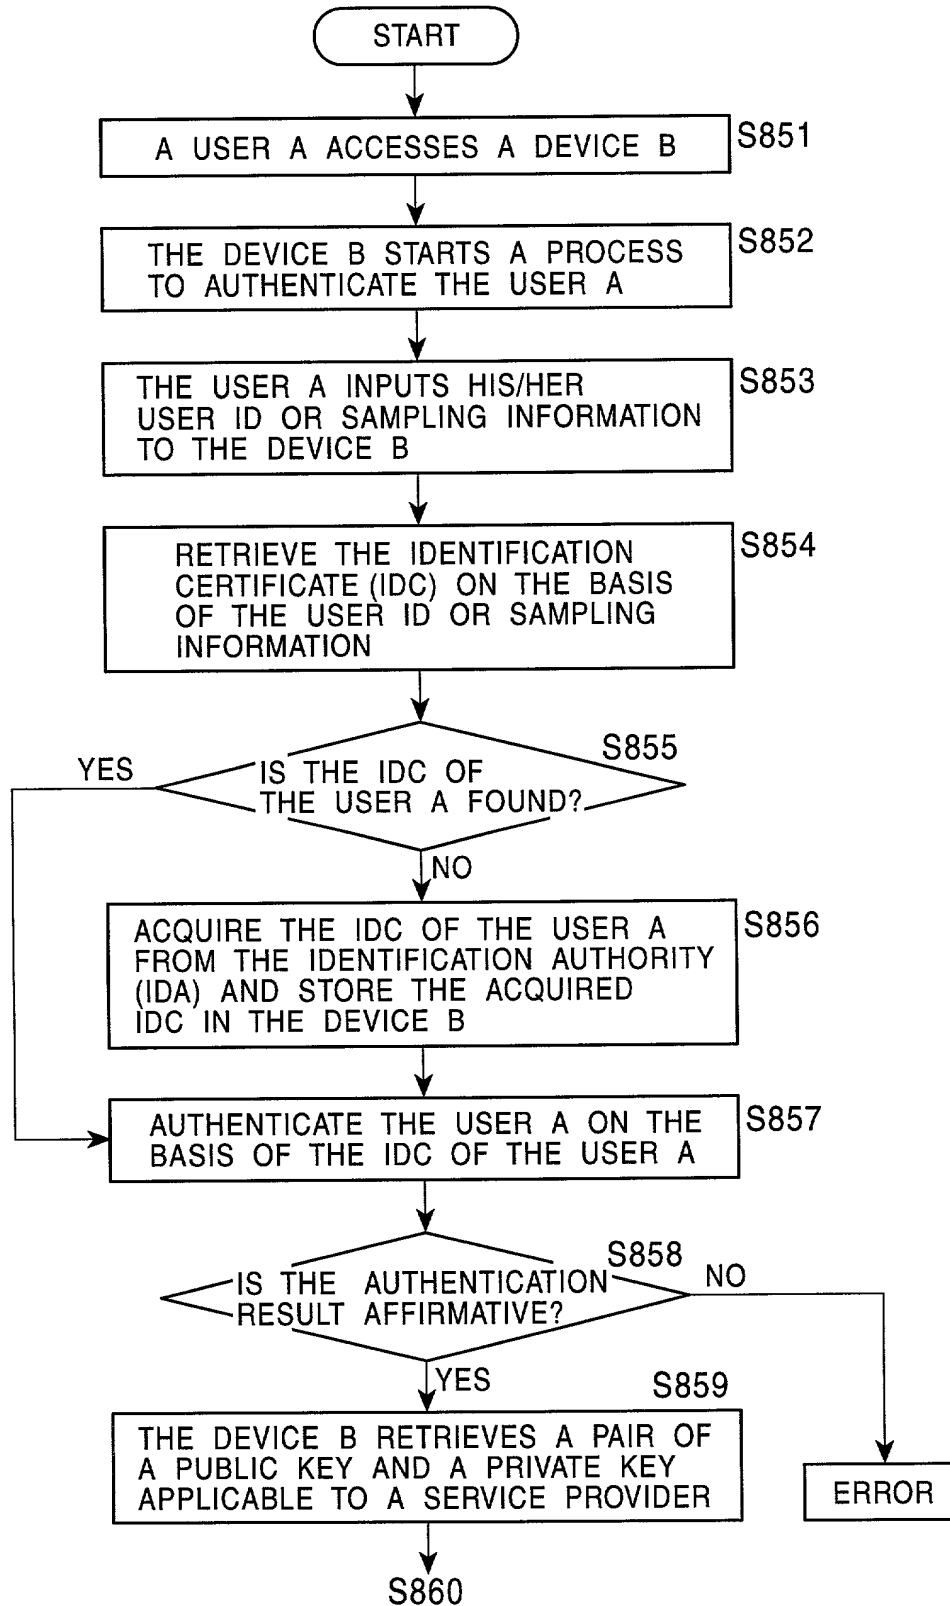 START
A USER A ACCESSES A DEVICE B
S851
THE DEVICE B STARTS A PROCESS
TO AUTHENTICATE THE USER A
S852
THE USER A INPUTS HIS/HER
USER ID OR SAMPLING INFORMATION
TO THE DEVICE B
S853
RETRIEVE THE IDENTIFICATION
CERTIFICATE (IDC) ON THE BASIS
OF THE USER ID OR SAMPLING
INFORMATION
S854
S855
IS THE IDC OF
THE USER A FOUND?
YES
NO
ACQUIRE THE IDC OF THE USER A
FROM THE IDENTIFICATION AUTHORITY
(IDA) AND STORE THE ACQUIRED
IDC IN THE DEVICE B
S856
AUTHENTICATE THE USER A ON THE
BASIS OF THE IDC OF THE USER A
S857
S858
IS THE AUTHENTICATION
RESULT AFFIRMATIVE?
NO
YES
S859
THE DEVICE B RETRIEVES A PAIR OF
A PUBLIC KEY AND A PRIVATE KEY
APPLICABLE TO A SERVICE PROVIDER
ERROR
S860